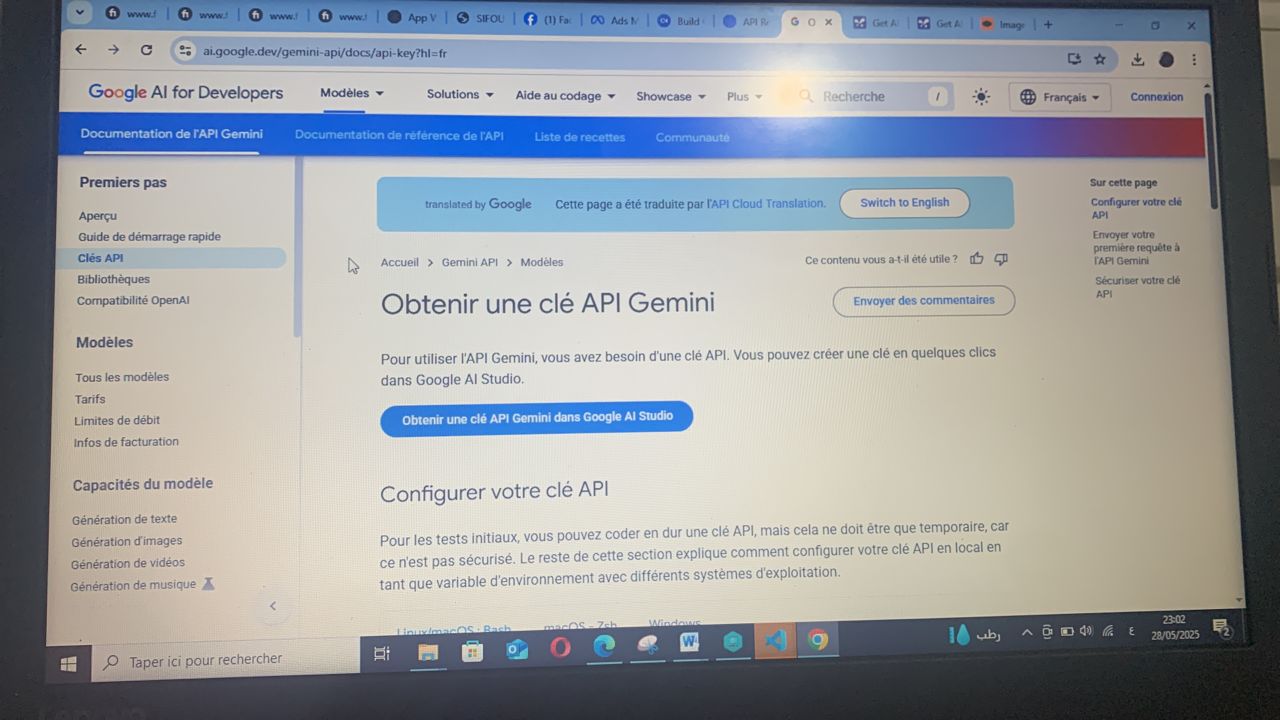 www.f
www.f
www.f
www.f
App V
SIFOU
(1) Fac
Ads M
Build
API R
G O
Get A
Get A
Image
ai.google.dev/gemini-api/docs/api-key?hl=fr
Google AI for Developers
Modèles
Solutions
Aide au codage
Showcase
Plus
Recherche
/
Français
Connexion
Documentation de l'API Gemini
Documentation de référence de l'API
Liste de recettes
Communauté
Premiers pas
Aperçu
Guide de démarrage rapide
Clés API
Bibliothèques
Compatibilité OpenAI
Modèles
Tous les modèles
Tarifs
Limites de débit
Infos de facturation
Capacités du modèle
Génération de texte
Génération d'images
Génération de vidéos
Génération de musique
translated by Google
Cette page a été traduite par l'API Cloud Translation.
Switch to English
Accueil > Gemini API > Modèles
Ce contenu vous a-t-il été utile ?
Obtenir une clé API Gemini
Envoyer des commentaires
Pour utiliser l'API Gemini, vous avez besoin d'une clé API. Vous pouvez créer une clé en quelques clics
dans Google AI Studio.
Obtenir une clé API Gemini dans Google AI Studio
Configurer votre clé API
Pour les tests initiaux, vous pouvez coder en dur une clé API, mais cela ne doit être que temporaire, car
ce n'est pas sécurisé. Le reste de cette section explique comment configurer votre clé API en local en
tant que variable d'environnement avec différents systèmes d'exploitation.
Linux/macOS : Bash
macOS - Zsh
Windows
Sur cette page
Configurer votre clé
API
Envoyer votre
première requête à
l'API Gemini
Sécuriser votre clé
API
Taper ici pour rechercher
رطب
ع
23:02
28/05/2025
2